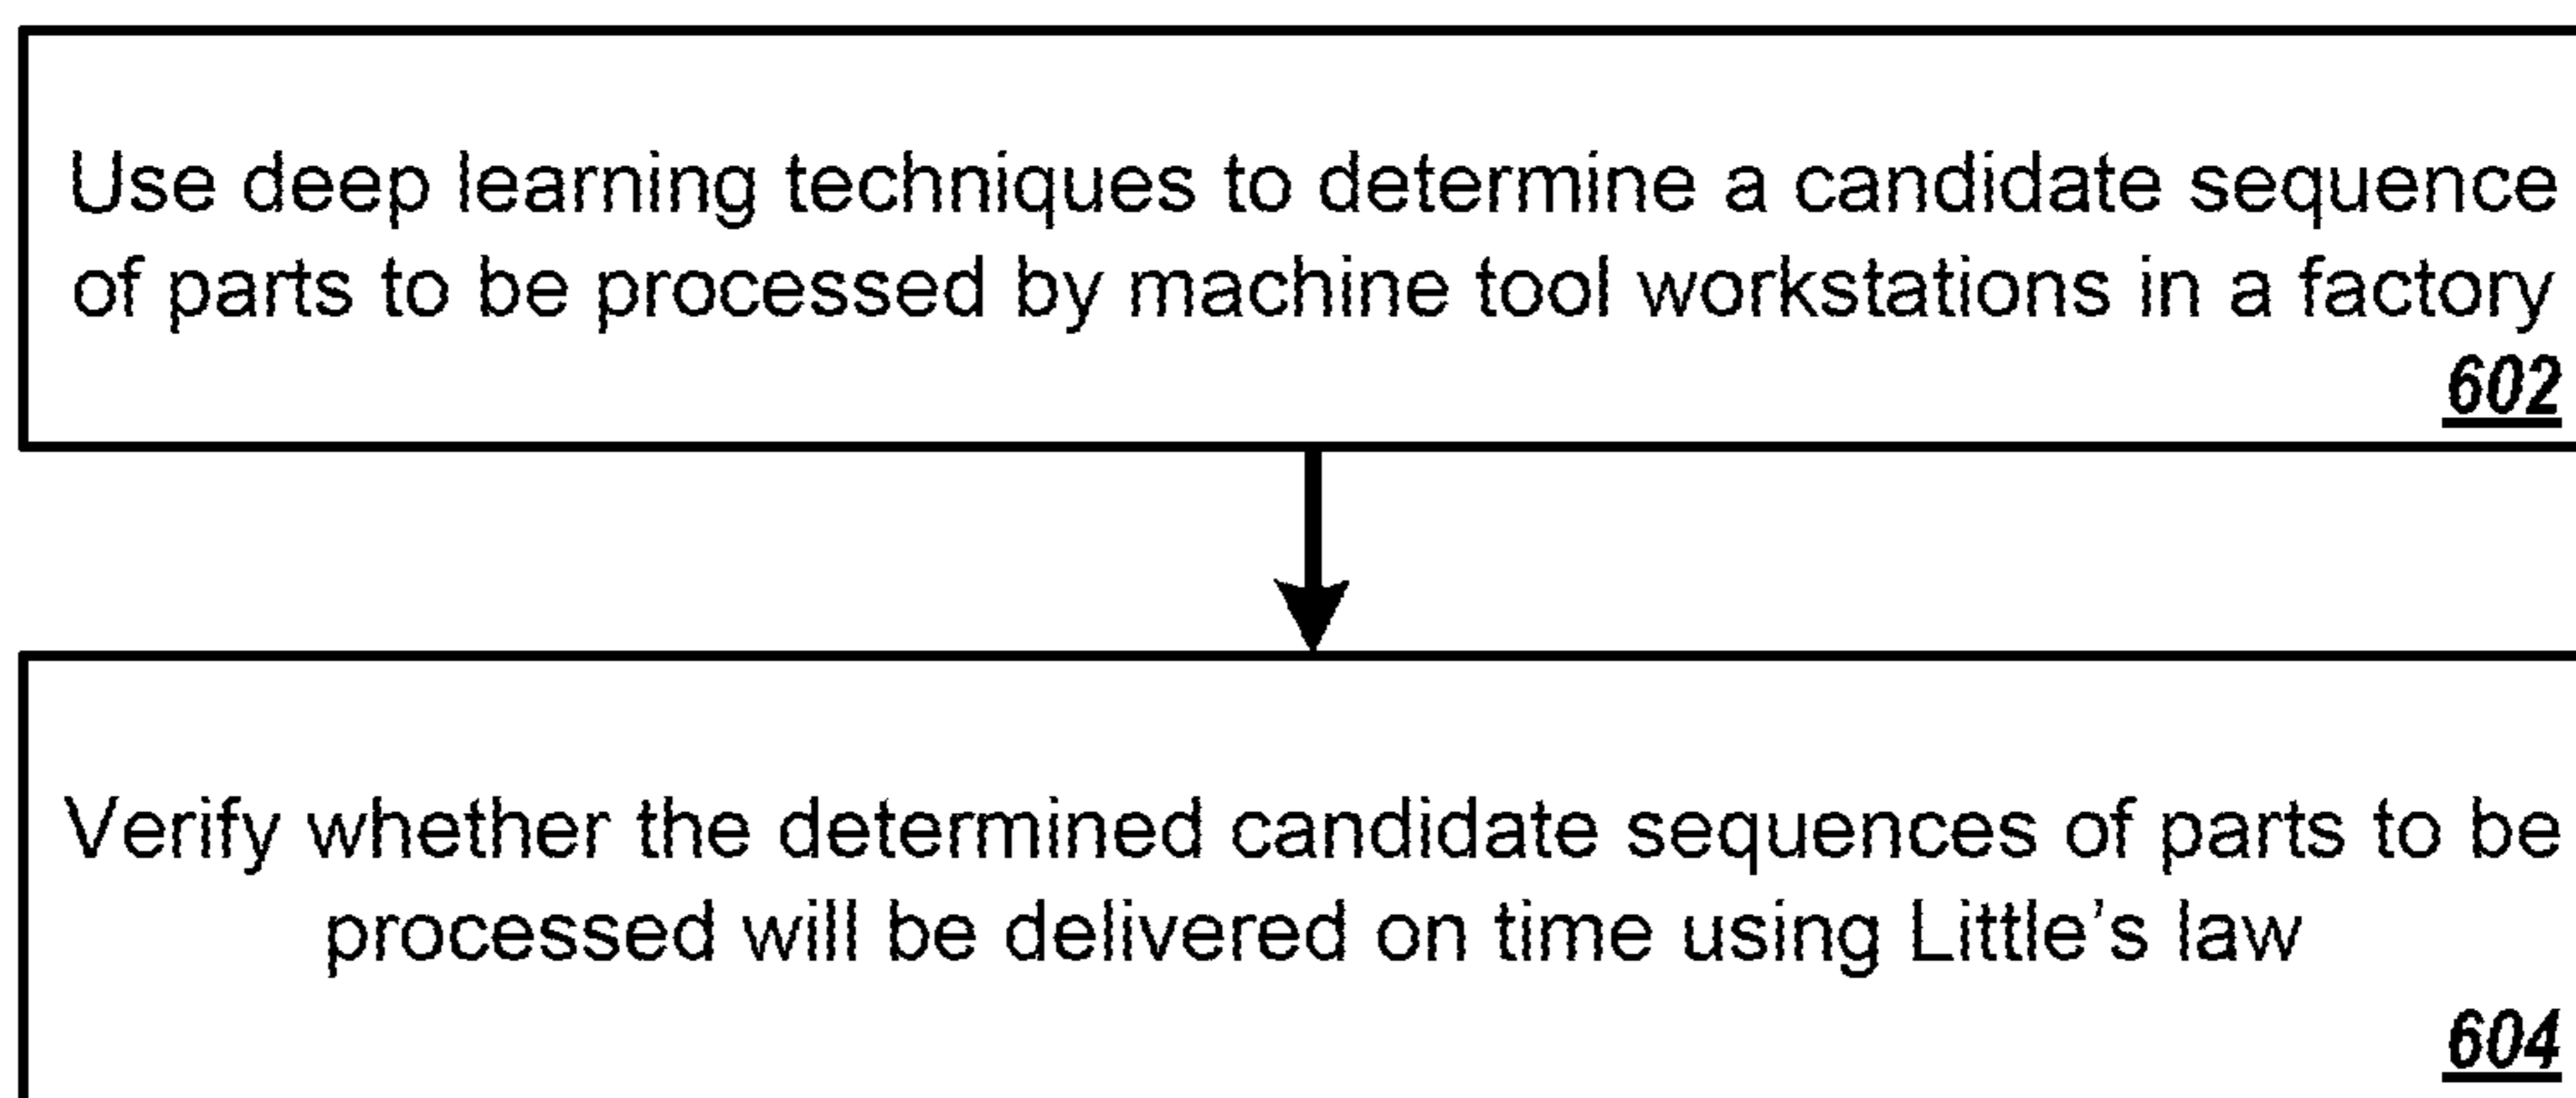 Use deep learning techniques to determine a candidate sequence
of parts to be processed by machine tool workstations in a factory
602
Verify whether the determined candidate sequences of parts to be
processed will be delivered on time using Little's law
604